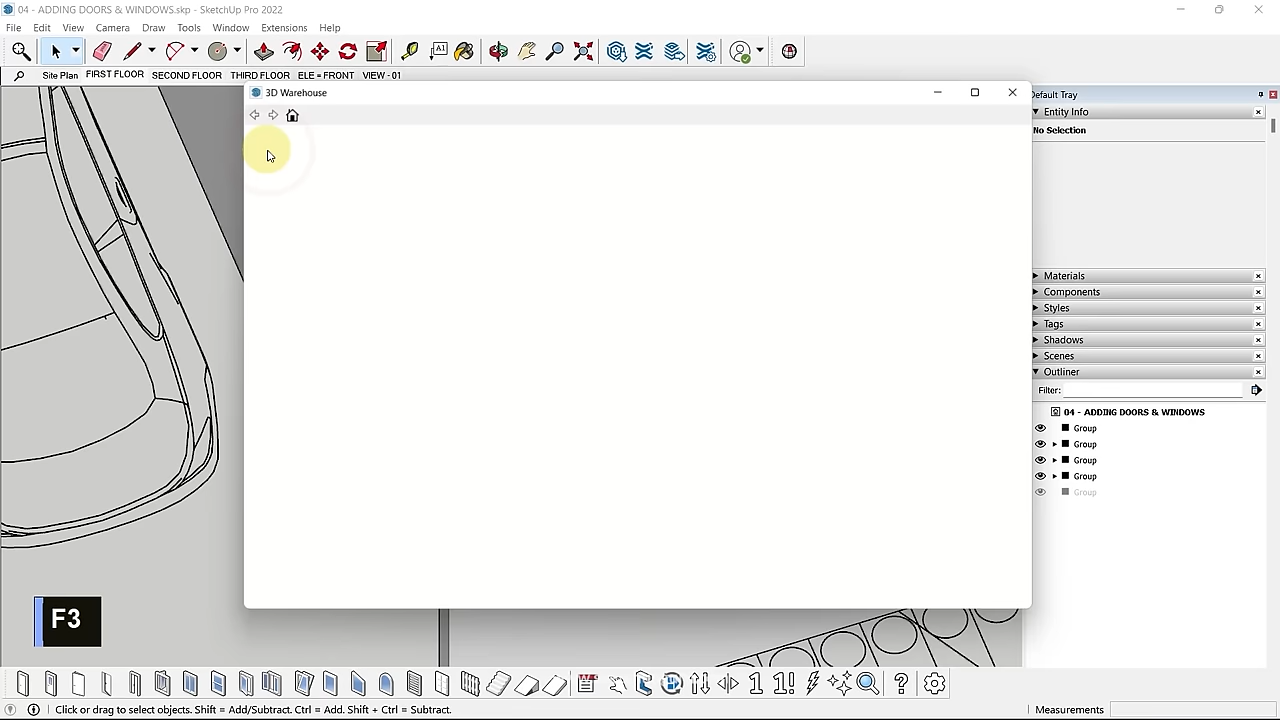 04 - ADDING DOORS & WINDOWS.skp - SketchUp Pro 2022
File Edit View Camera Draw Tools Window Extensions Help
A1
Site Plan FIRST FLOOR SECOND FLOOR THIRD FLOOR ELE = FRONT VIEW - 01
3D Warehouse
Default Tray
Entity Info
No Selection
Materials
Components
Styles
Tags
Shadows
Scenes
Outliner
Filter:
04 - ADDING DOORS & WINDOWS
Group
Group
Group
Group
Group
F3
1 1! ?
Click or drag to select objects. Shift = Add/Subtract. Ctrl = Add. Shift + Ctrl = Subtract.
Measurements